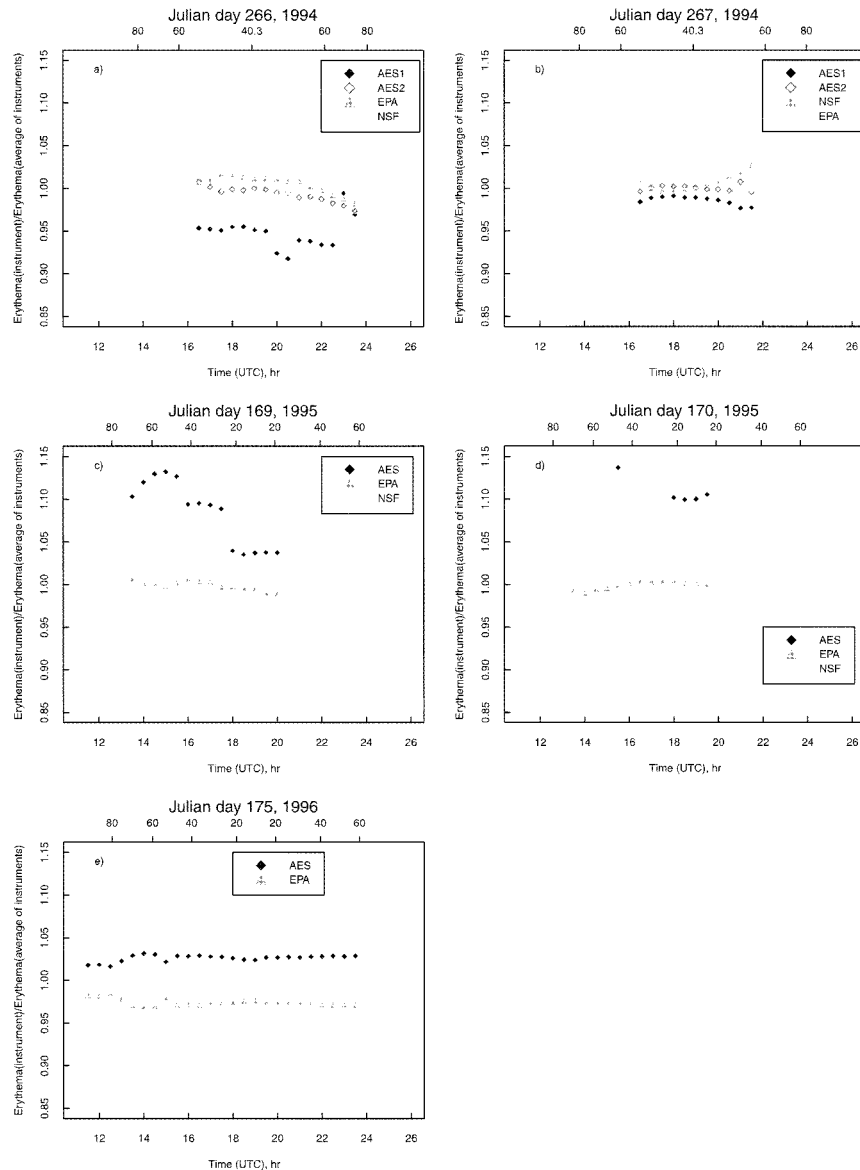 Julian day 266, 1994
80 60 40.3 60 80
Erythema(instrument)/Erythema(average of instruments)
0.85 0.90 0.95 1.00 1.05 1.10 1.15
a)
AES1
AES2
EPA
NSF
12 14 16 18 20 22 24 26
Time (UTC), hr
Julian day 267, 1994
80 60 40.3 60 80
Erythema(instrument)/Erythema(average of instruments)
0.85 0.90 0.95 1.00 1.05 1.10 1.15
b)
AES1
AES2
NSF
EPA
12 14 16 18 20 22 24 26
Time (UTC), hr
Julian day 169, 1995
80 60 40 20 20 40 60
Erythema(instrument)/Erythema(average of instruments)
0.85 0.90 0.95 1.00 1.05 1.10 1.15
c)
AES
EPA
NSF
12 14 16 18 20 22 24 26
Time (UTC), hr
Julian day 170, 1995
80 60 40 20 20 40 60
Erythema(instrument)/Erythema(average of instruments)
0.85 0.90 0.95 1.00 1.05 1.10 1.15
d)
AES
EPA
NSF
12 14 16 18 20 22 24 26
Time (UTC), hr
Julian day 175, 1996
80 60 40 20 20 40 60
Erythema(instrument)/Erythema(average of instruments)
0.85 0.90 0.95 1.00 1.05 1.10 1.15
e)
AES
EPA
12 14 16 18 20 22 24 26
Time (UTC), hr